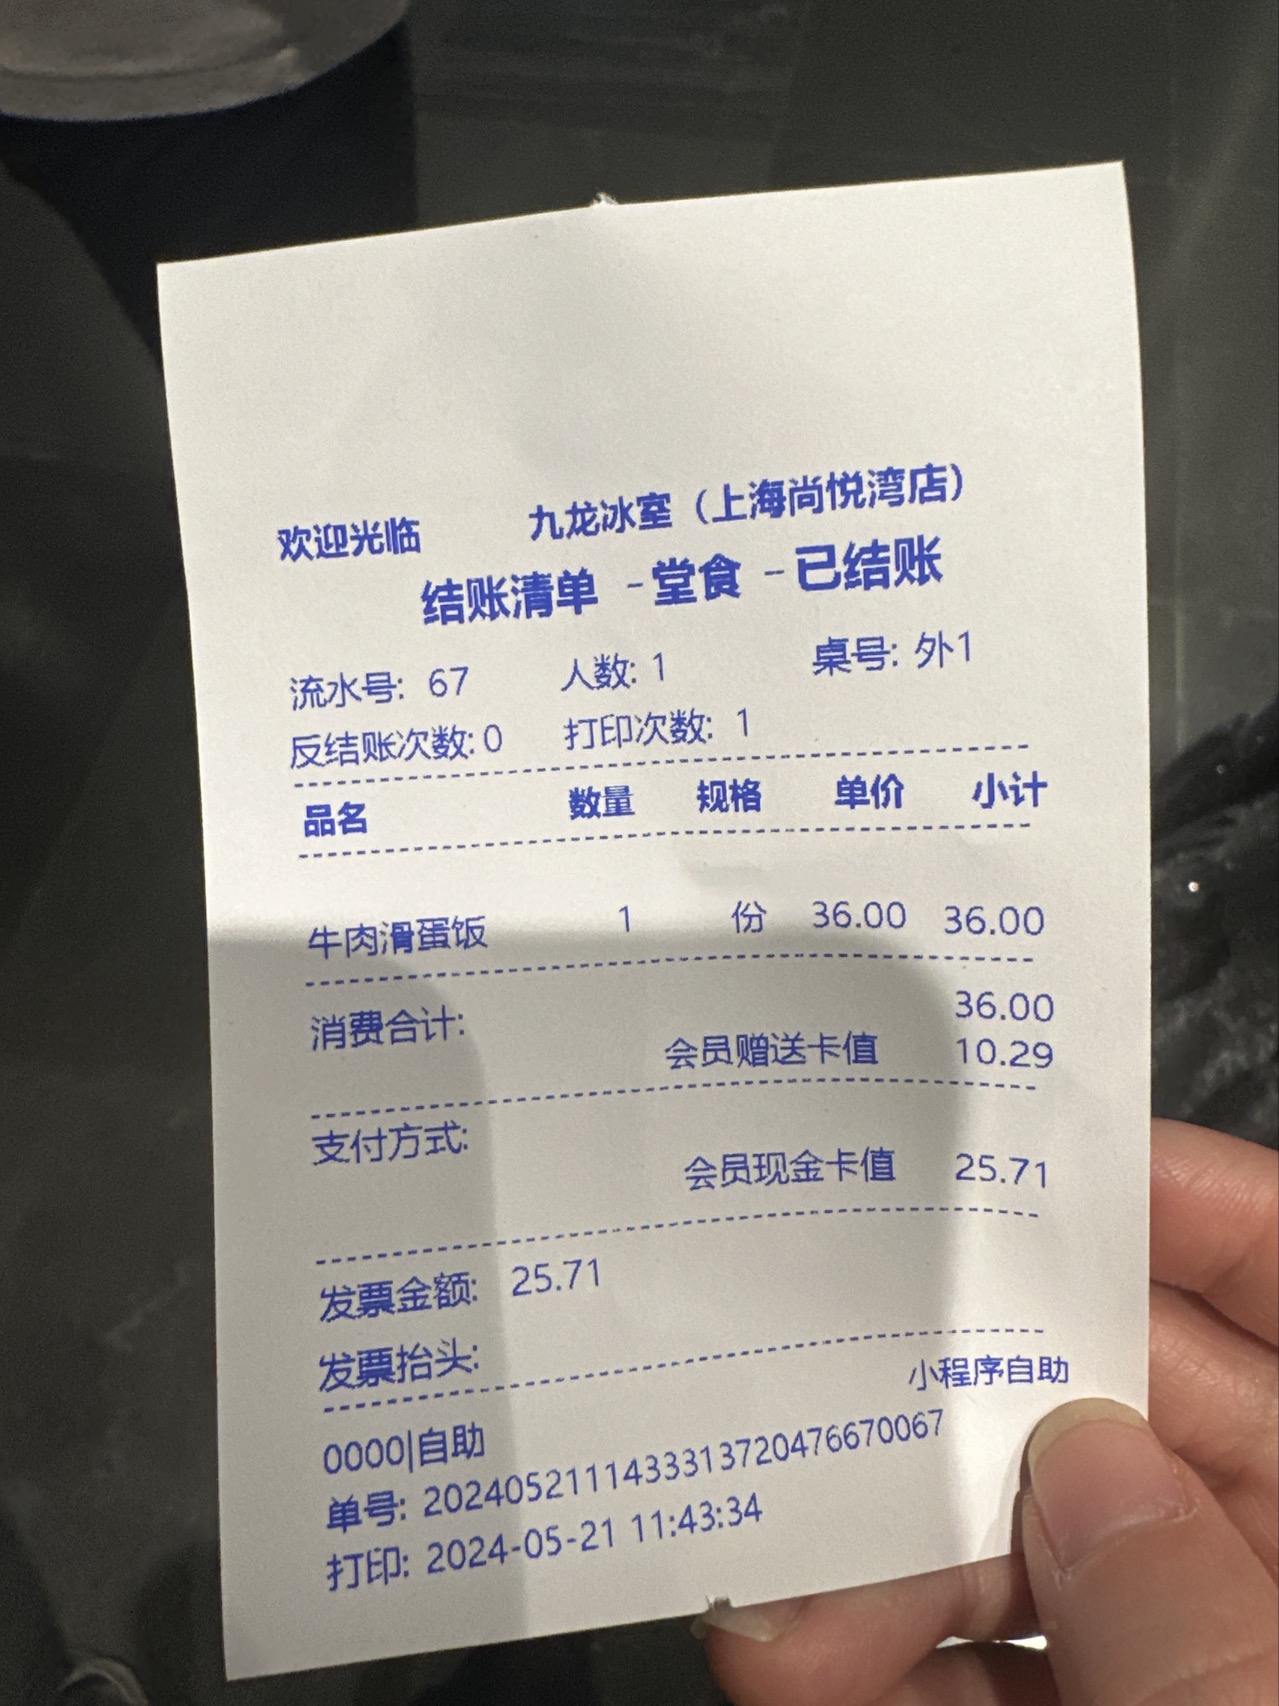 欢迎光临 九龙冰室（上海尚悦湾店）
结账清单 -堂食 -已结账
流水号: 67 人数: 1 桌号: 外1
反结账次数: 0 打印次数: 1
品名 数量 规格 单价 小计
牛肉滑蛋饭 1 份 36.00 36.00
消费合计: 36.00
会员赠送卡值 10.29
支付方式:
会员现金卡值 25.71
发票金额: 25.71
发票抬头:
小程序自助
0000|自助
单号: 2024052111433313720476670067
打印: 2024-05-21 11:43:34